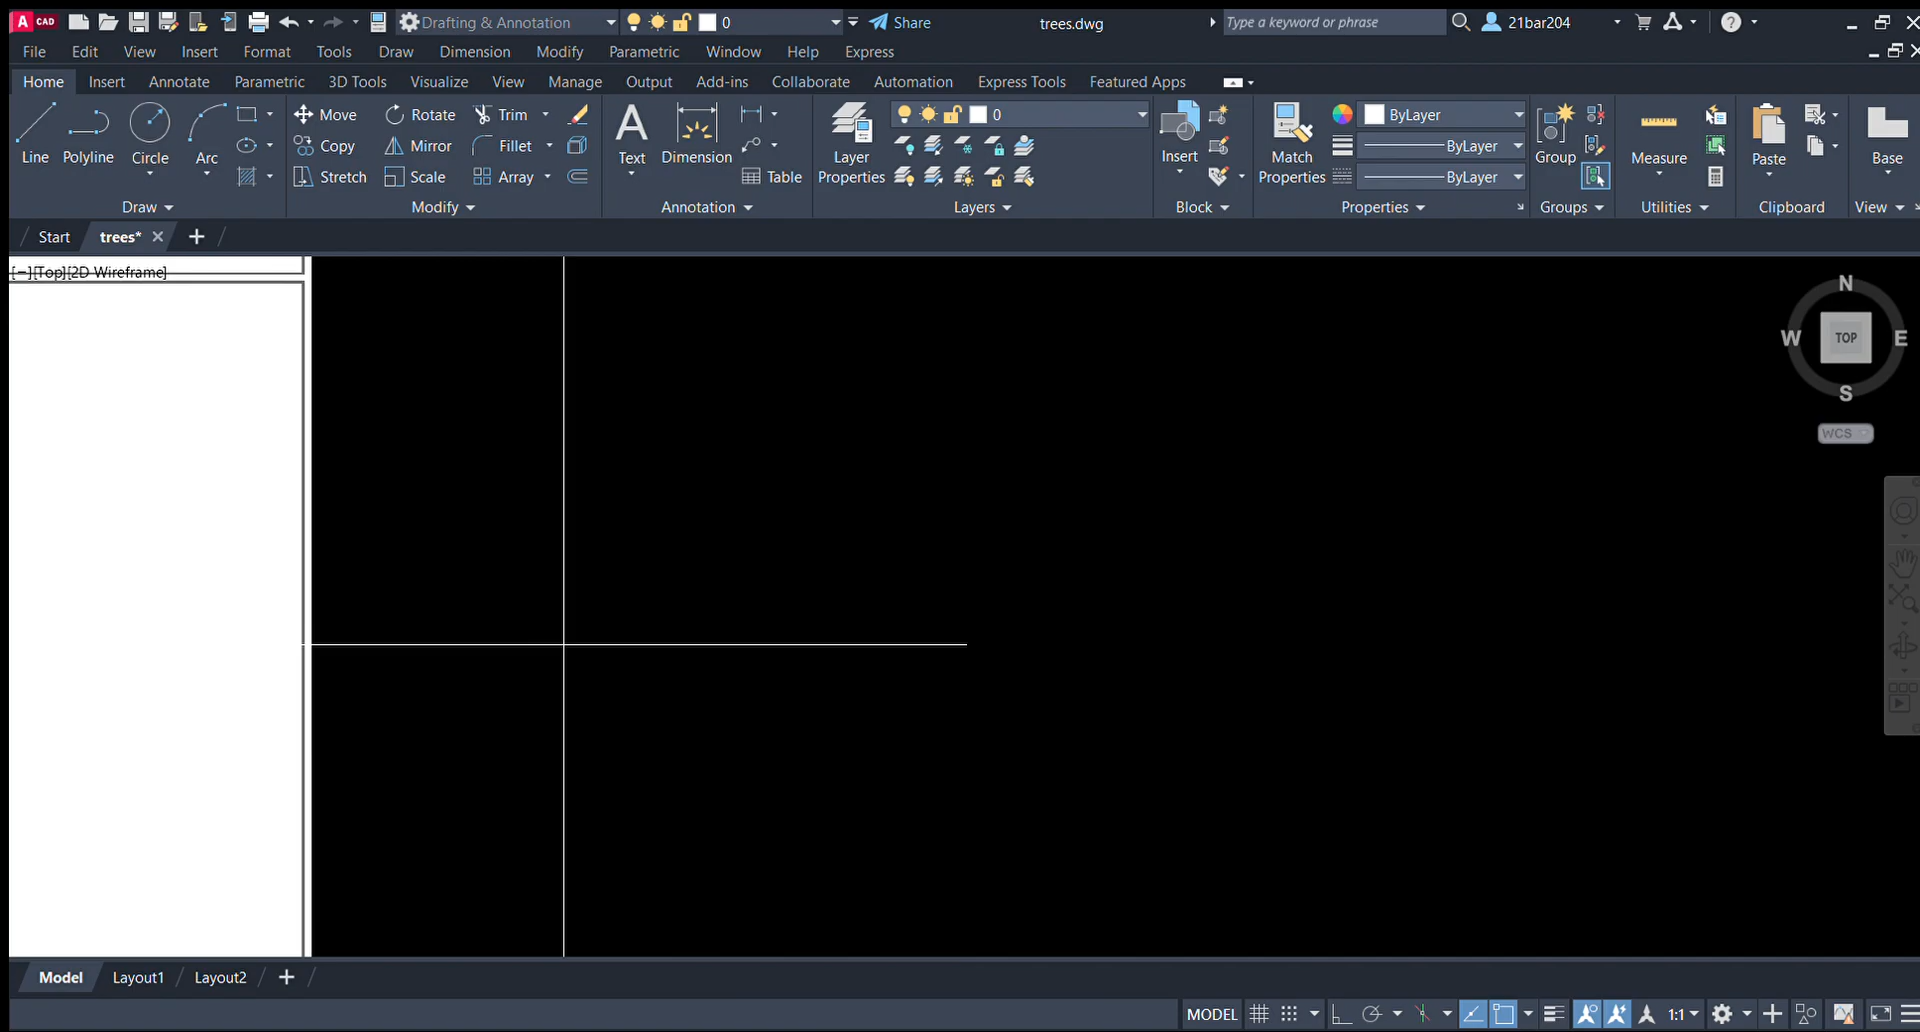 A CAD Drafting & Annotation 0 Share trees.dwg Type a keyword or phrase 21bar204 ?
File Edit View Insert Format Tools Draw Dimension Modify Parametric Window Help Express
Home Insert Annotate Parametric 3D Tools Visualize View Manage Output Add-ins Collaborate Automation Express Tools Featured Apps
Line Polyline Circle Arc
Move Rotate Trim
Copy Mirror Fillet
Stretch Scale Array
A Text Dimension Table
Layer Properties 0
Insert
Match Properties
ByLayer
ByLayer
ByLayer
Group Measure Paste Base
Draw Modify Annotation Layers Block Properties Groups Utilities Clipboard View
Start trees* +
[−][Top][2D Wireframe]
N
W TOP E
S
WCS
Model Layout1 Layout2 +
MODEL 1:1